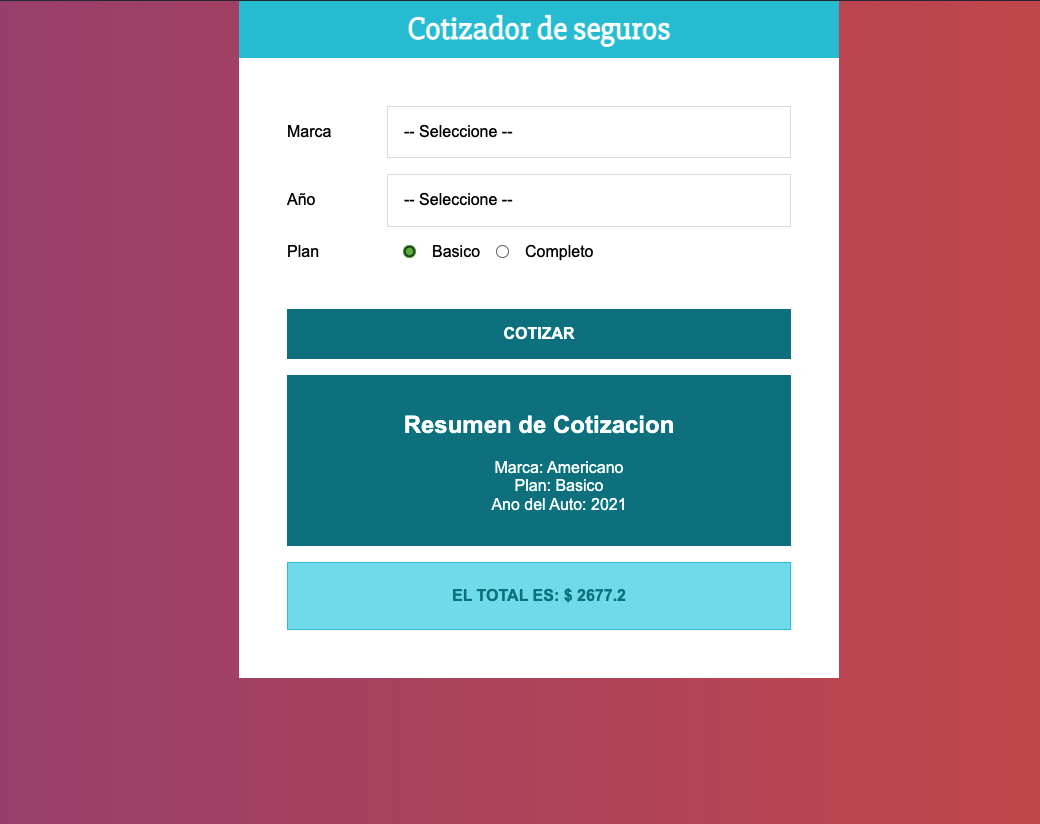 Cotizador de seguros
Marca
-- Seleccione --
Año
-- Seleccione --
Plan Basico Completo
COTIZAR
Resumen de Cotizacion
Marca: Americano
Plan: Basico
Ano del Auto: 2021
EL TOTAL ES: $ 2677.2